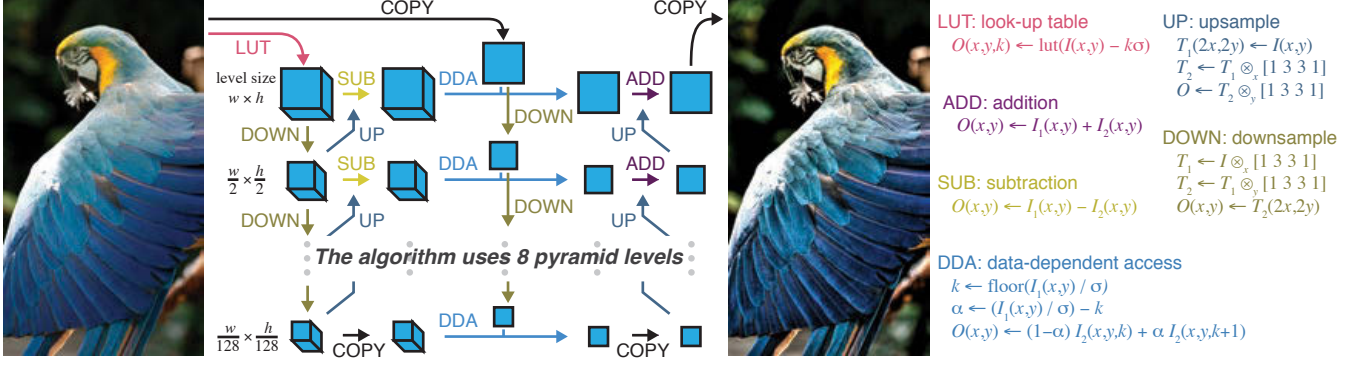 COPY
COPY
LUT
level size
w × h
SUB
DDA
ADD
DOWN
UP
DOWN
UP
w/2 × h/2
SUB
DDA
ADD
DOWN
UP
DOWN
UP
The algorithm uses 8 pyramid levels
w/128 × h/128
COPY
DDA
COPY
LUT: look-up table
O(x,y,k) ← lut(I(x,y) − kσ)
ADD: addition
O(x,y) ← I₁(x,y) + I₂(x,y)
SUB: subtraction
O(x,y) ← I₁(x,y) − I₂(x,y)
UP: upsample
T₁(2x,2y) ← I(x,y)
T₂ ← T₁ ⊗ₓ [1 3 3 1]
O ← T₂ ⊗ᵧ [1 3 3 1]
DOWN: downsample
T₁ ← I ⊗ₓ [1 3 3 1]
T₂ ← T₁ ⊗ᵧ [1 3 3 1]
O(x,y) ← T₂(2x,2y)
DDA: data-dependent access
k ← floor(I₁(x,y) / σ)
α ← (I₁(x,y) / σ) − k
O(x,y) ← (1−α) I₂(x,y,k) + α I₂(x,y,k+1)